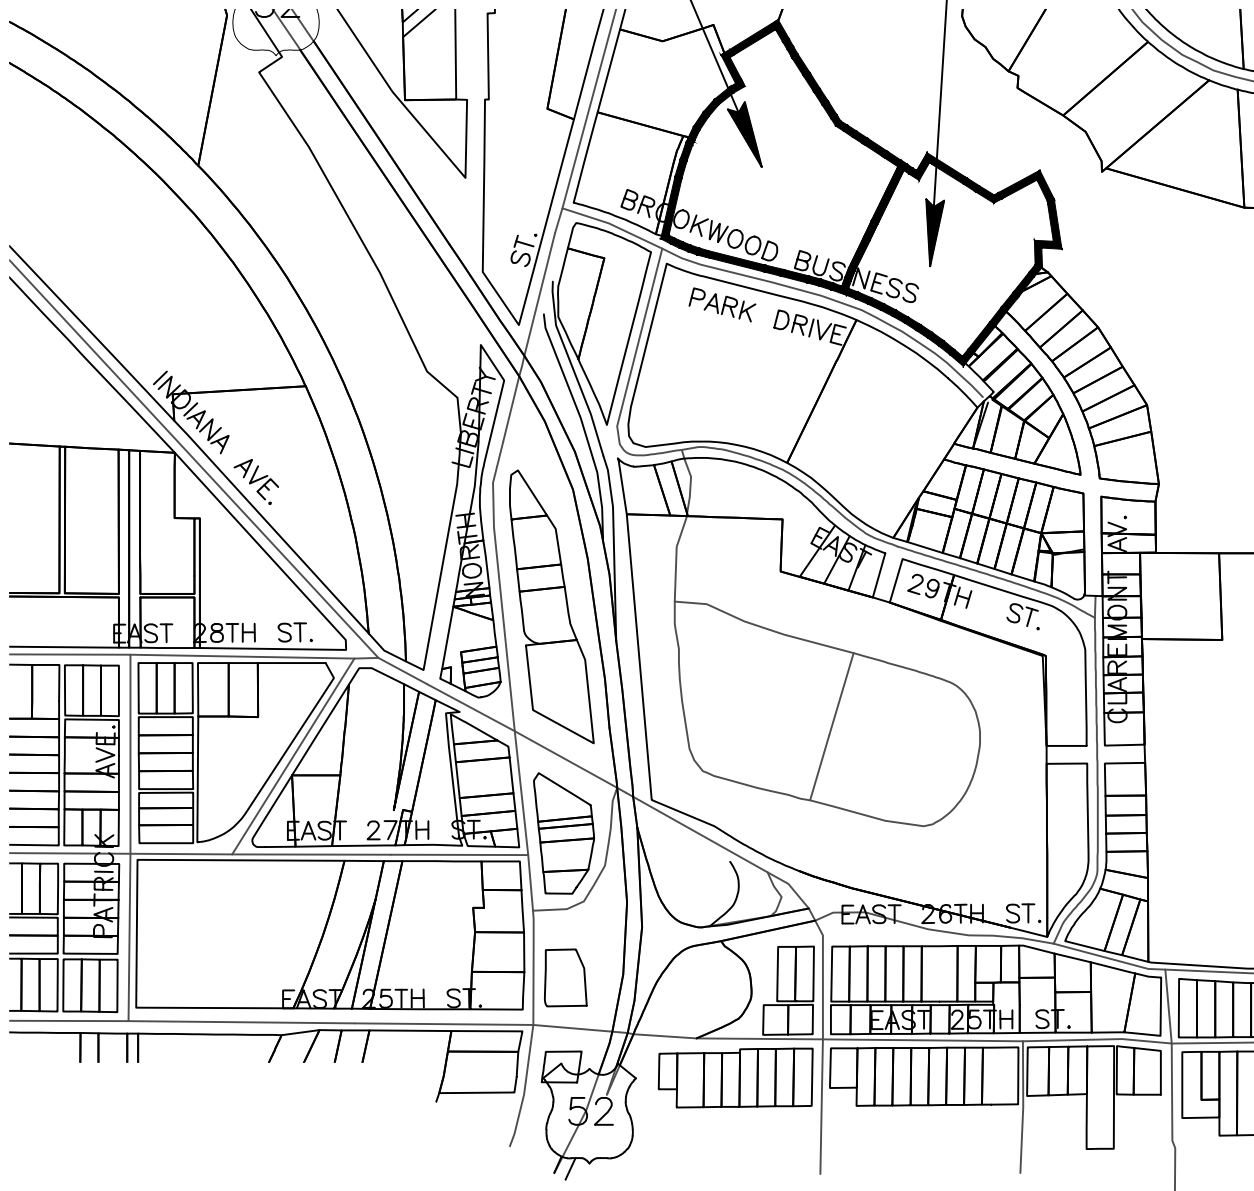 52
BROOKWOOD BUSINESS
PARK DRIVE
NORTH LIBERTY ST.
INDIANA AVE.
EAST 28TH ST.
EAST 29TH ST.
CLAREMONT AV.
PATRICK AVE.
EAST 27TH ST.
EAST 26TH ST.
EAST 25TH ST.
EAST 25TH ST.
52